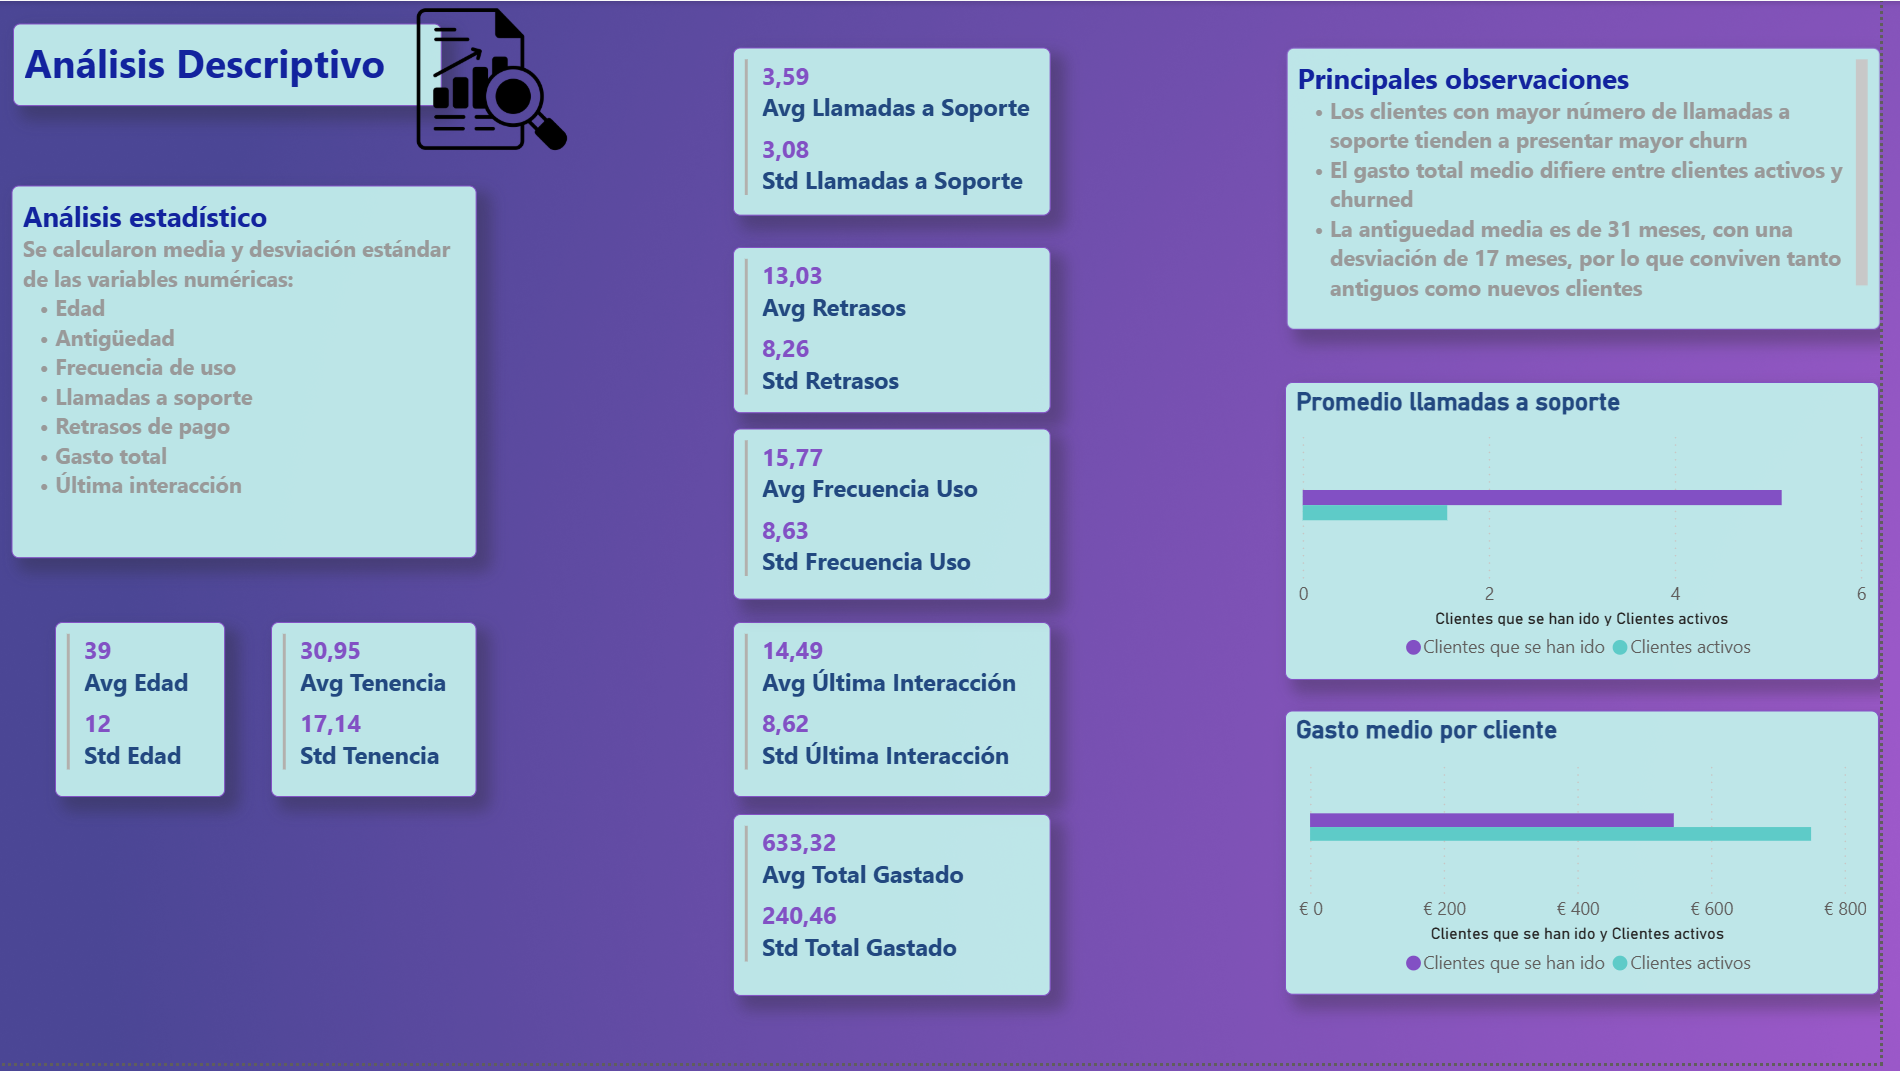 Análisis Descriptivo
Análisis estadístico
Se calcularon media y desviación estándar
de las variables numéricas:
• Edad
• Antigüedad
• Frecuencia de uso
• Llamadas a soporte
• Retrasos de pago
• Gasto total
• Última interacción
39
Avg Edad
12
Std Edad
30,95
Avg Tenencia
17,14
Std Tenencia
3,59
Avg Llamadas a Soporte
3,08
Std Llamadas a Soporte
13,03
Avg Retrasos
8,26
Std Retrasos
15,77
Avg Frecuencia Uso
8,63
Std Frecuencia Uso
14,49
Avg Última Interacción
8,62
Std Última Interacción
633,32
Avg Total Gastado
240,46
Std Total Gastado
Principales observaciones
• Los clientes con mayor número de llamadas a
soporte tienden a presentar mayor churn
• El gasto total medio difiere entre clientes activos y
churned
• La antiguedad media es de 31 meses, con una
desviación de 17 meses, por lo que conviven tanto
antiguos como nuevos clientes
Promedio llamadas a soporte
0 2 4 6
Clientes que se han ido y Clientes activos
Clientes que se han ido Clientes activos
Gasto medio por cliente
€ 0 € 200 € 400 € 600 € 800
Clientes que se han ido y Clientes activos
Clientes que se han ido Clientes activos